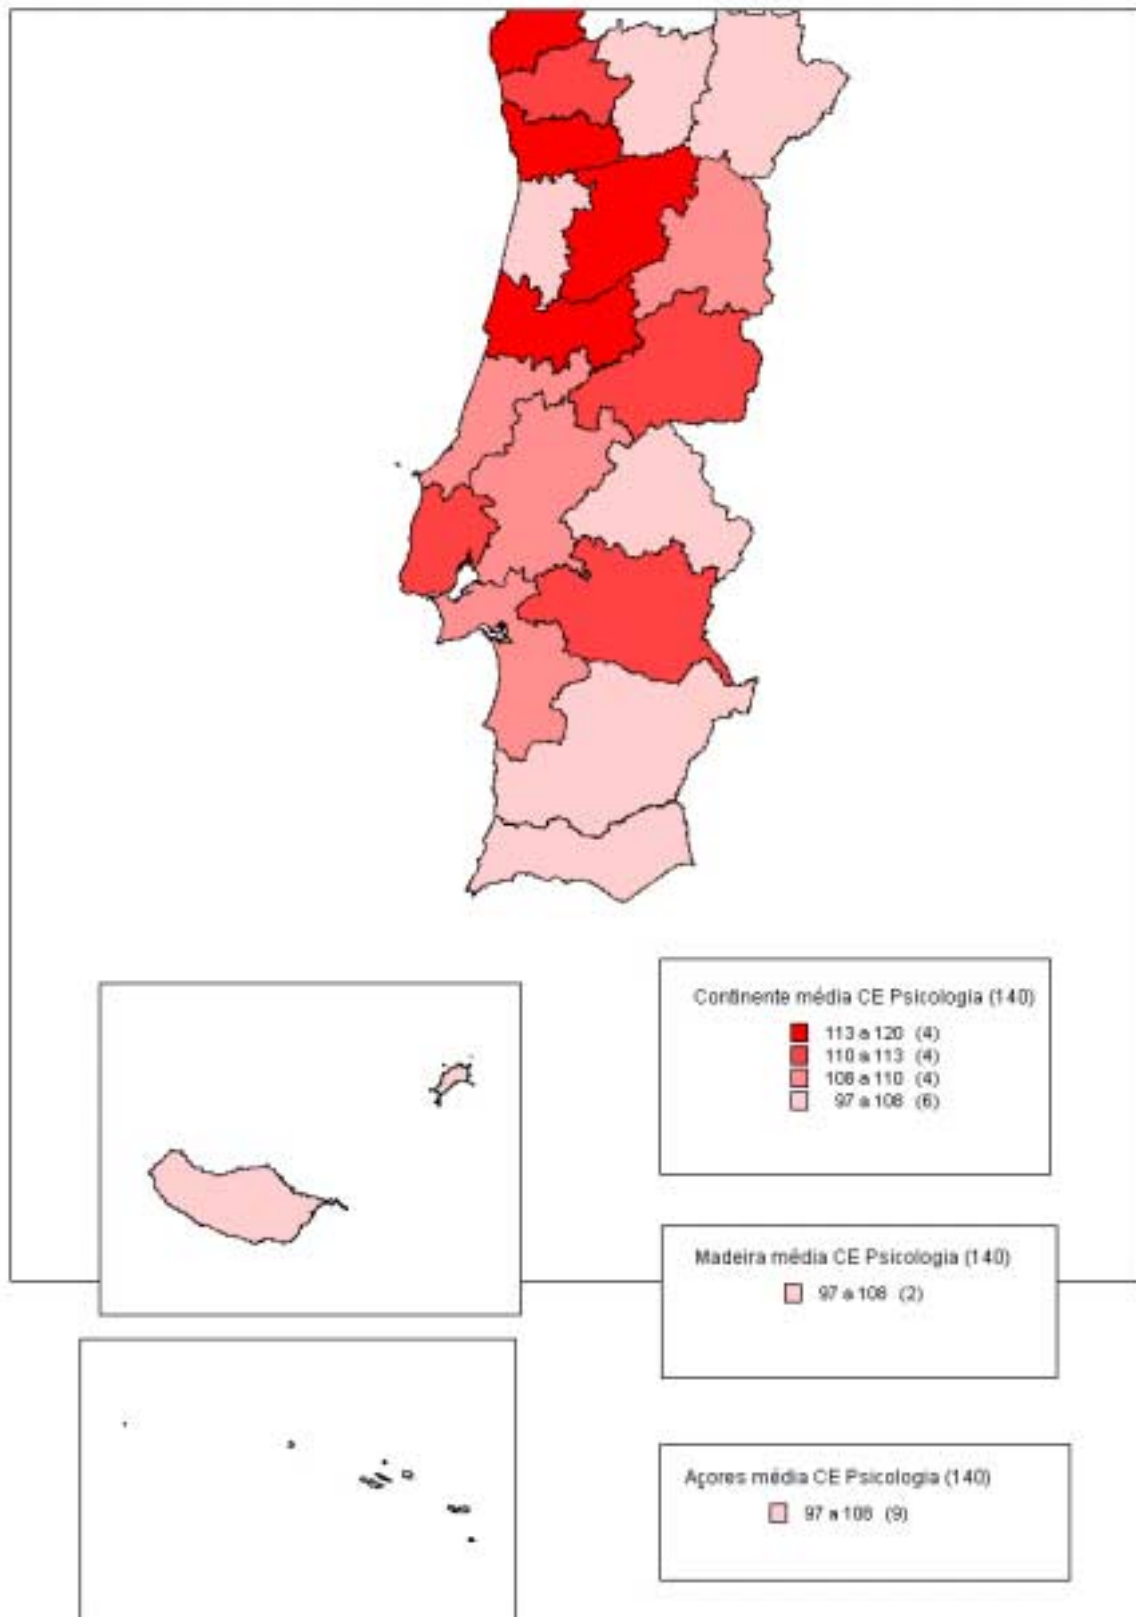 Continente média CE Psicologia (140)
113 a 120 (4)
110 a 113 (4)
108 a 110 (4)
97 a 108 (6)
Madeira média CE Psicologia (140)
97 a 108 (2)
Açores média CE Psicologia (140)
97 a 108 (9)